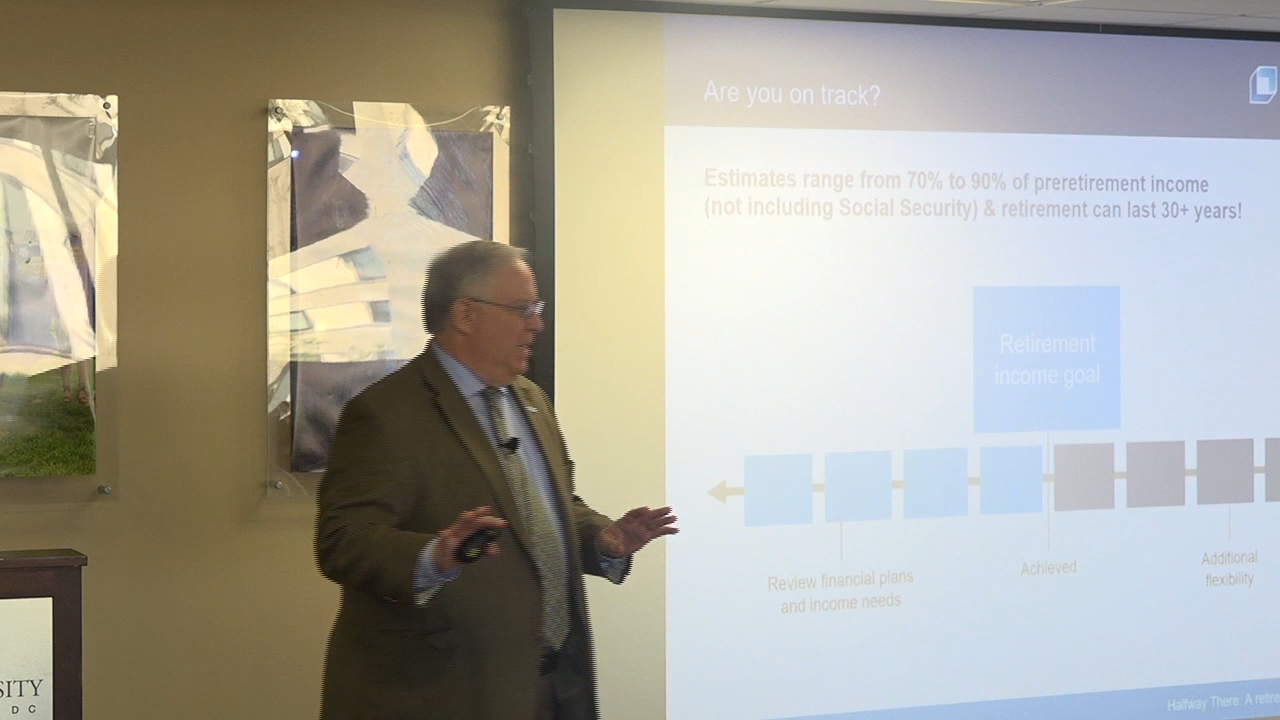 Are you on track?
Estimates range from 70% to 90% of preretirement income
(not including Social Security) & retirement can last 30+ years!
Retirement
income goal
Review financial plans
and income needs
Achieved
Additional
flexibility
Halfway There: A retire
SITY
DC